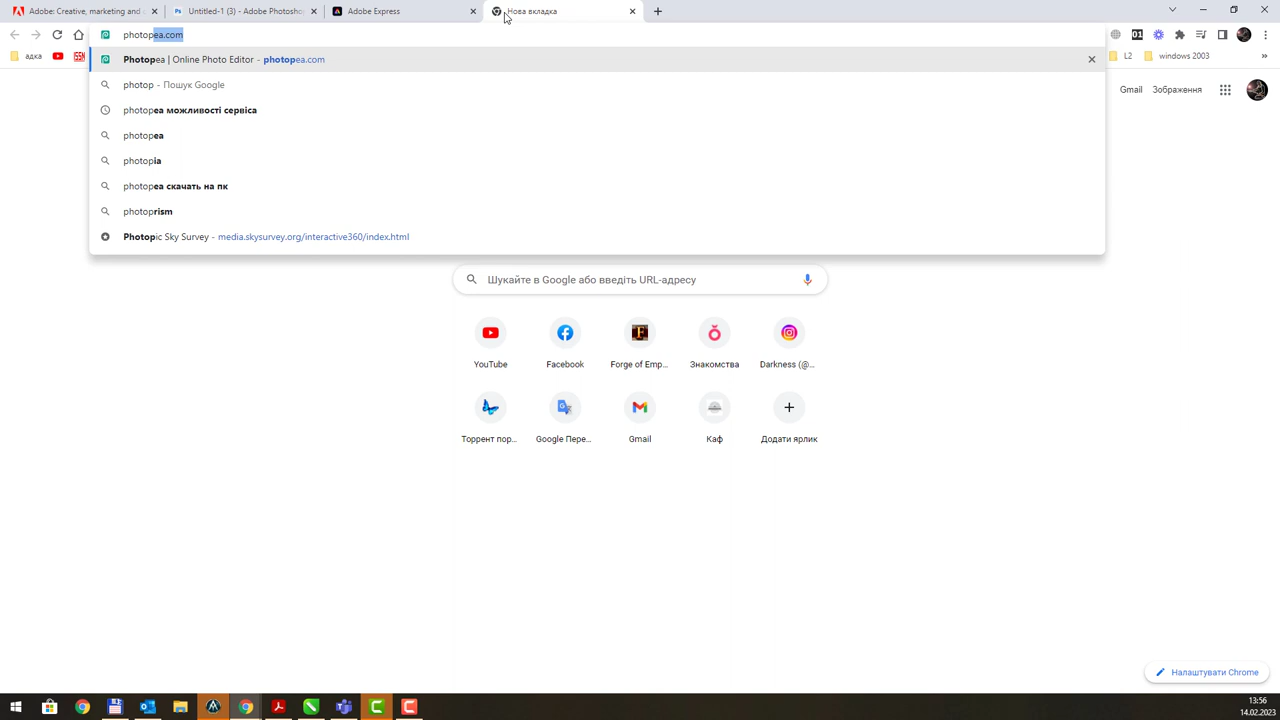 Adobe: Creative, marketing and d
Untitled-1 (3) - Adobe Photosho
Adobe Express
Нова вкладка
photopea.com
адка
SSN
01
L2
windows 2003
Photopea | Online Photo Editor - photopea.com
photop - Пошук Google
photopea можливості сервіса
photopea
photopia
photopea скачать на пк
photoprism
Photopic Sky Survey - media.skysurvey.org/interactive360/index.html
Gmail Зображення
Шукайте в Google або введіть URL-адресу
YouTube Facebook Forge of Emp... Знакомства Darkness (@...
Торрент пор... Google Пере... Gmail Каф Додати ярлик
Налаштувати Chrome
13:56
14.02.2023